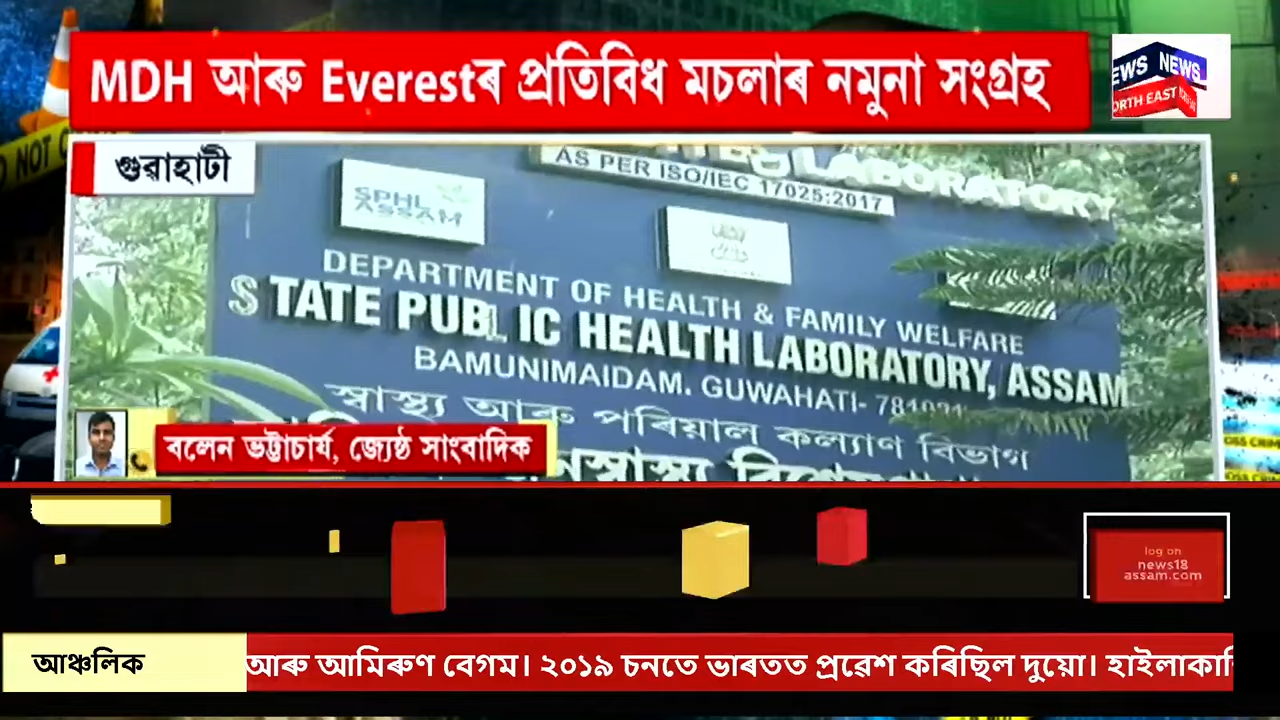 MDH আৰু Everestৰ প্ৰতিবিধ মচলাৰ নমুনা সংগ্ৰহ
NEWS NEWS
NORTH EAST
গুৱাহাটী
LABORATORY
AS PER ISO/IEC 17025:2017
SPHL
ASSAM
DEPARTMENT OF HEALTH & FAMILY WELFARE
STATE PUBLIC HEALTH LABORATORY, ASSAM
BAMUNIMAIDAM. GUWAHATI- 781021
স্বাস্থ্য আৰু পৰিয়াল কল্যাণ বিভাগ
বলেন ভট্টাচাৰ্য, জ্যেষ্ঠ সাংবাদিক
log on
news18
assam.com
আঞ্চলিক
আৰু আমিৰুণ বেগম। ২০১৯ চনতে ভাৰতত প্ৰৱেশ কৰিছিল দুয়ো।